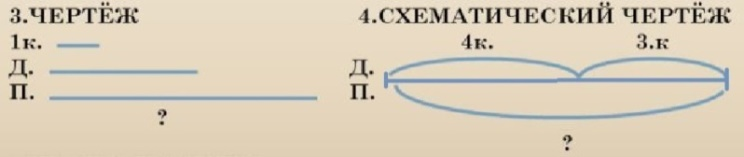 3.ЧЕРТЁЖ
1к.
Д.
П.
?
4.СХЕМАТИЧЕСКИЙ ЧЕРТЁЖ
4к. 3.к
Д.
П.
?